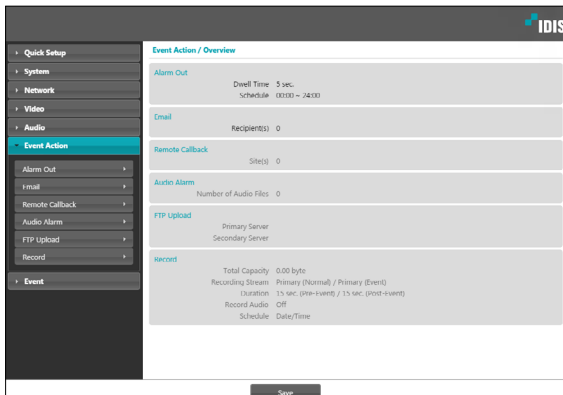 IDIS
Quick Setup
System
Network
Video
Audio
Event Action
Alarm Out
Email
Remote Callback
Audio Alarm
FTP Upload
Record
Event
Event Action / Overview
Alarm Out
Dwell Time 5 sec.
Schedule 00:00 ~ 24:00
Email
Recipient(s) 0
Remote Callback
Site(s) 0
Audio Alarm
Number of Audio Files 0
FTP Upload
Primary Server
Secondary Server
Record
Total Capacity 0.00 byte
Recording Stream Primary (Normal) / Primary (Event)
Duration 15 sec. (Pre-Event) / 15 sec. (Post-Event)
Record Audio Off
Schedule Date/Time
Save